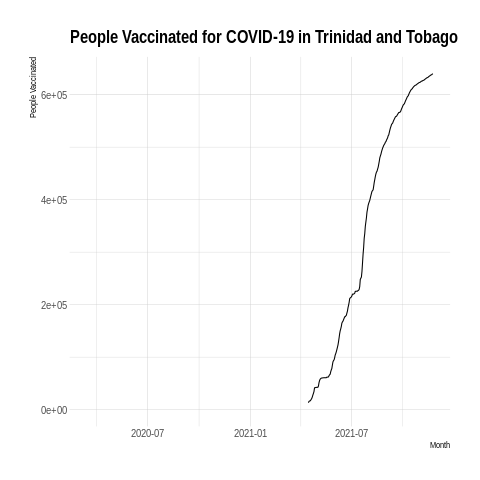 People Vaccinated for COVID-19 in Trinidad and Tobago
People Vaccinated
6e+05
4e+05
2e+05
0e+00
2020-07 2021-01 2021-07
Month